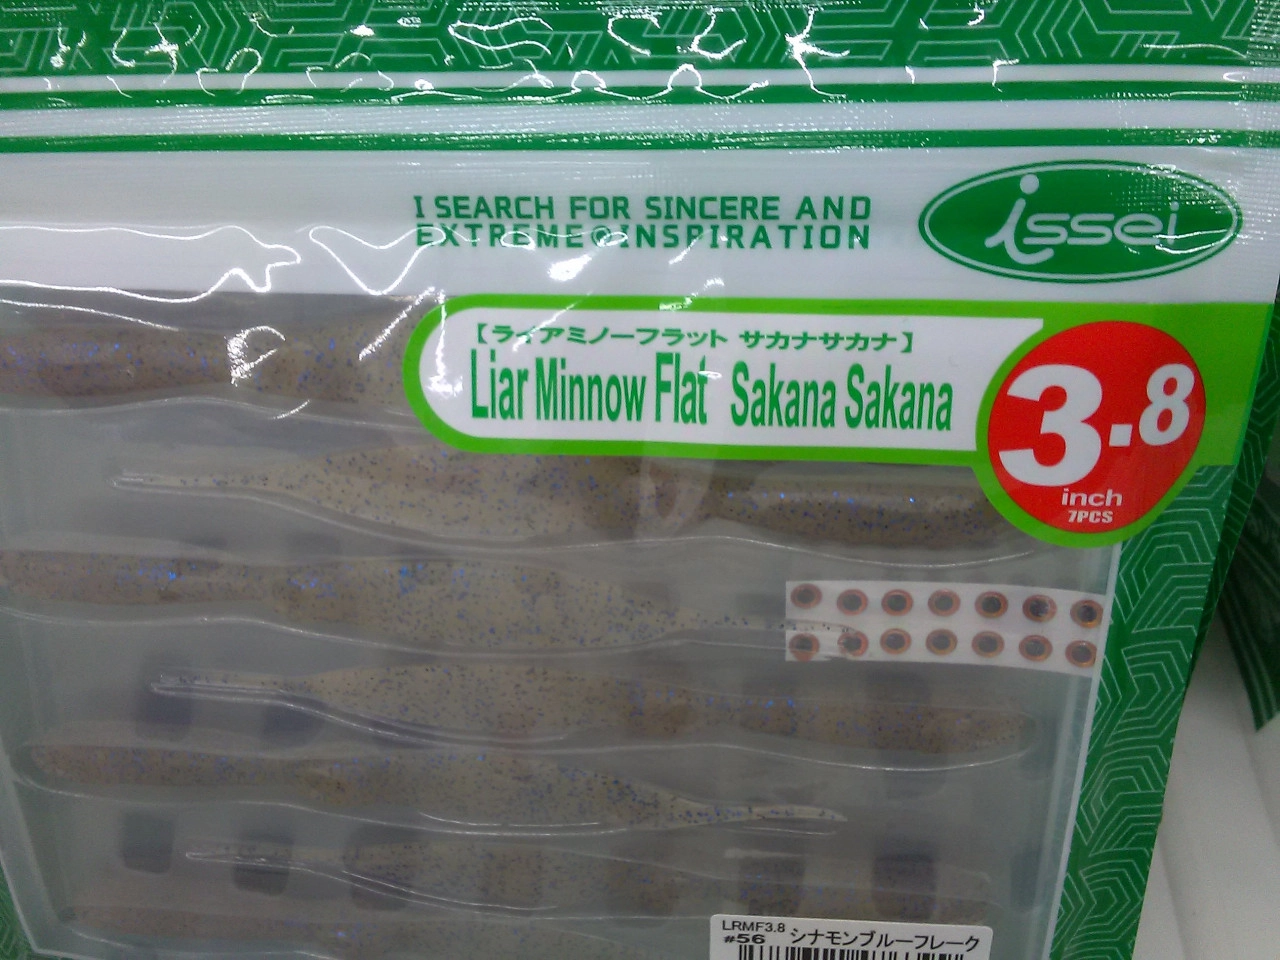 I SEARCH FOR SINCERE AND
EXTREME@INSPIRATION
issei
【ライアミノーフラット サカナサカナ】
Liar Minnow Flat Sakana Sakana
3.8
inch
7PCS
LRMF3.8
#56 シナモンブルーフレーク